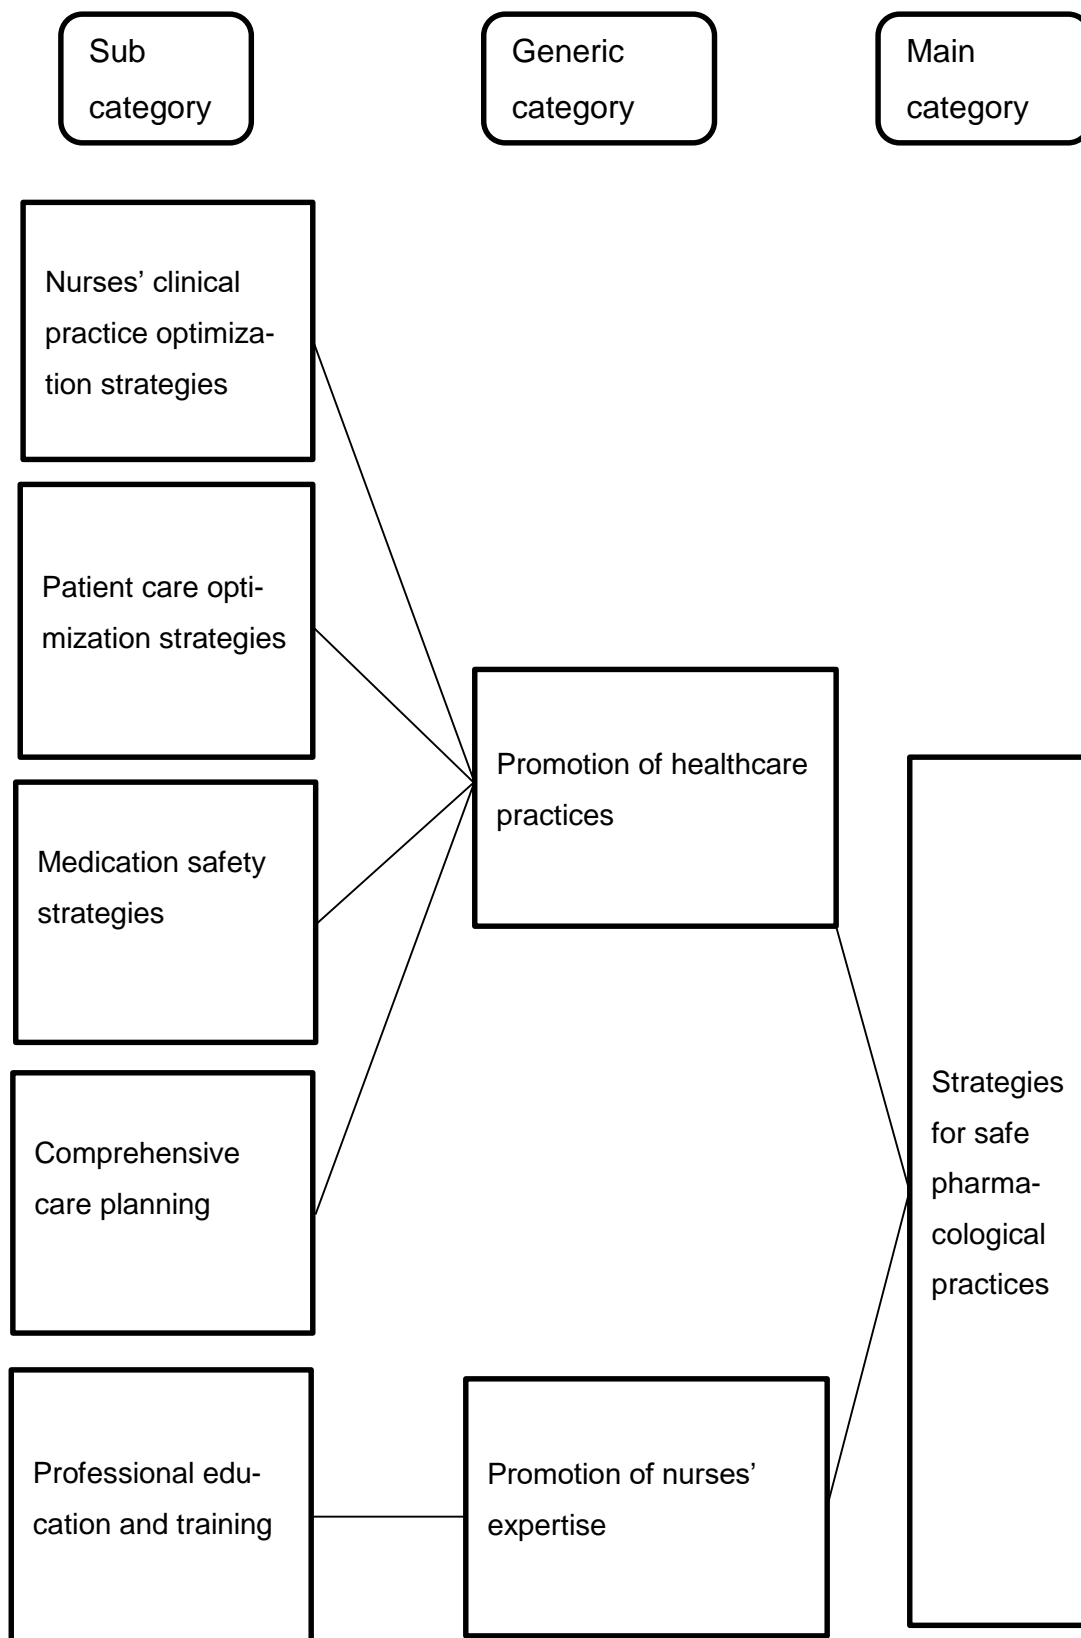 Sub
category
Generic
category
Main
category
Nurses’ clinical
practice optimiza-
tion strategies
Patient care opti-
mization strategies
Medication safety
strategies
Comprehensive
care planning
Professional edu-
cation and training
Promotion of healthcare
practices
Promotion of nurses’
expertise
Strategies
for safe
pharma-
cological
practices